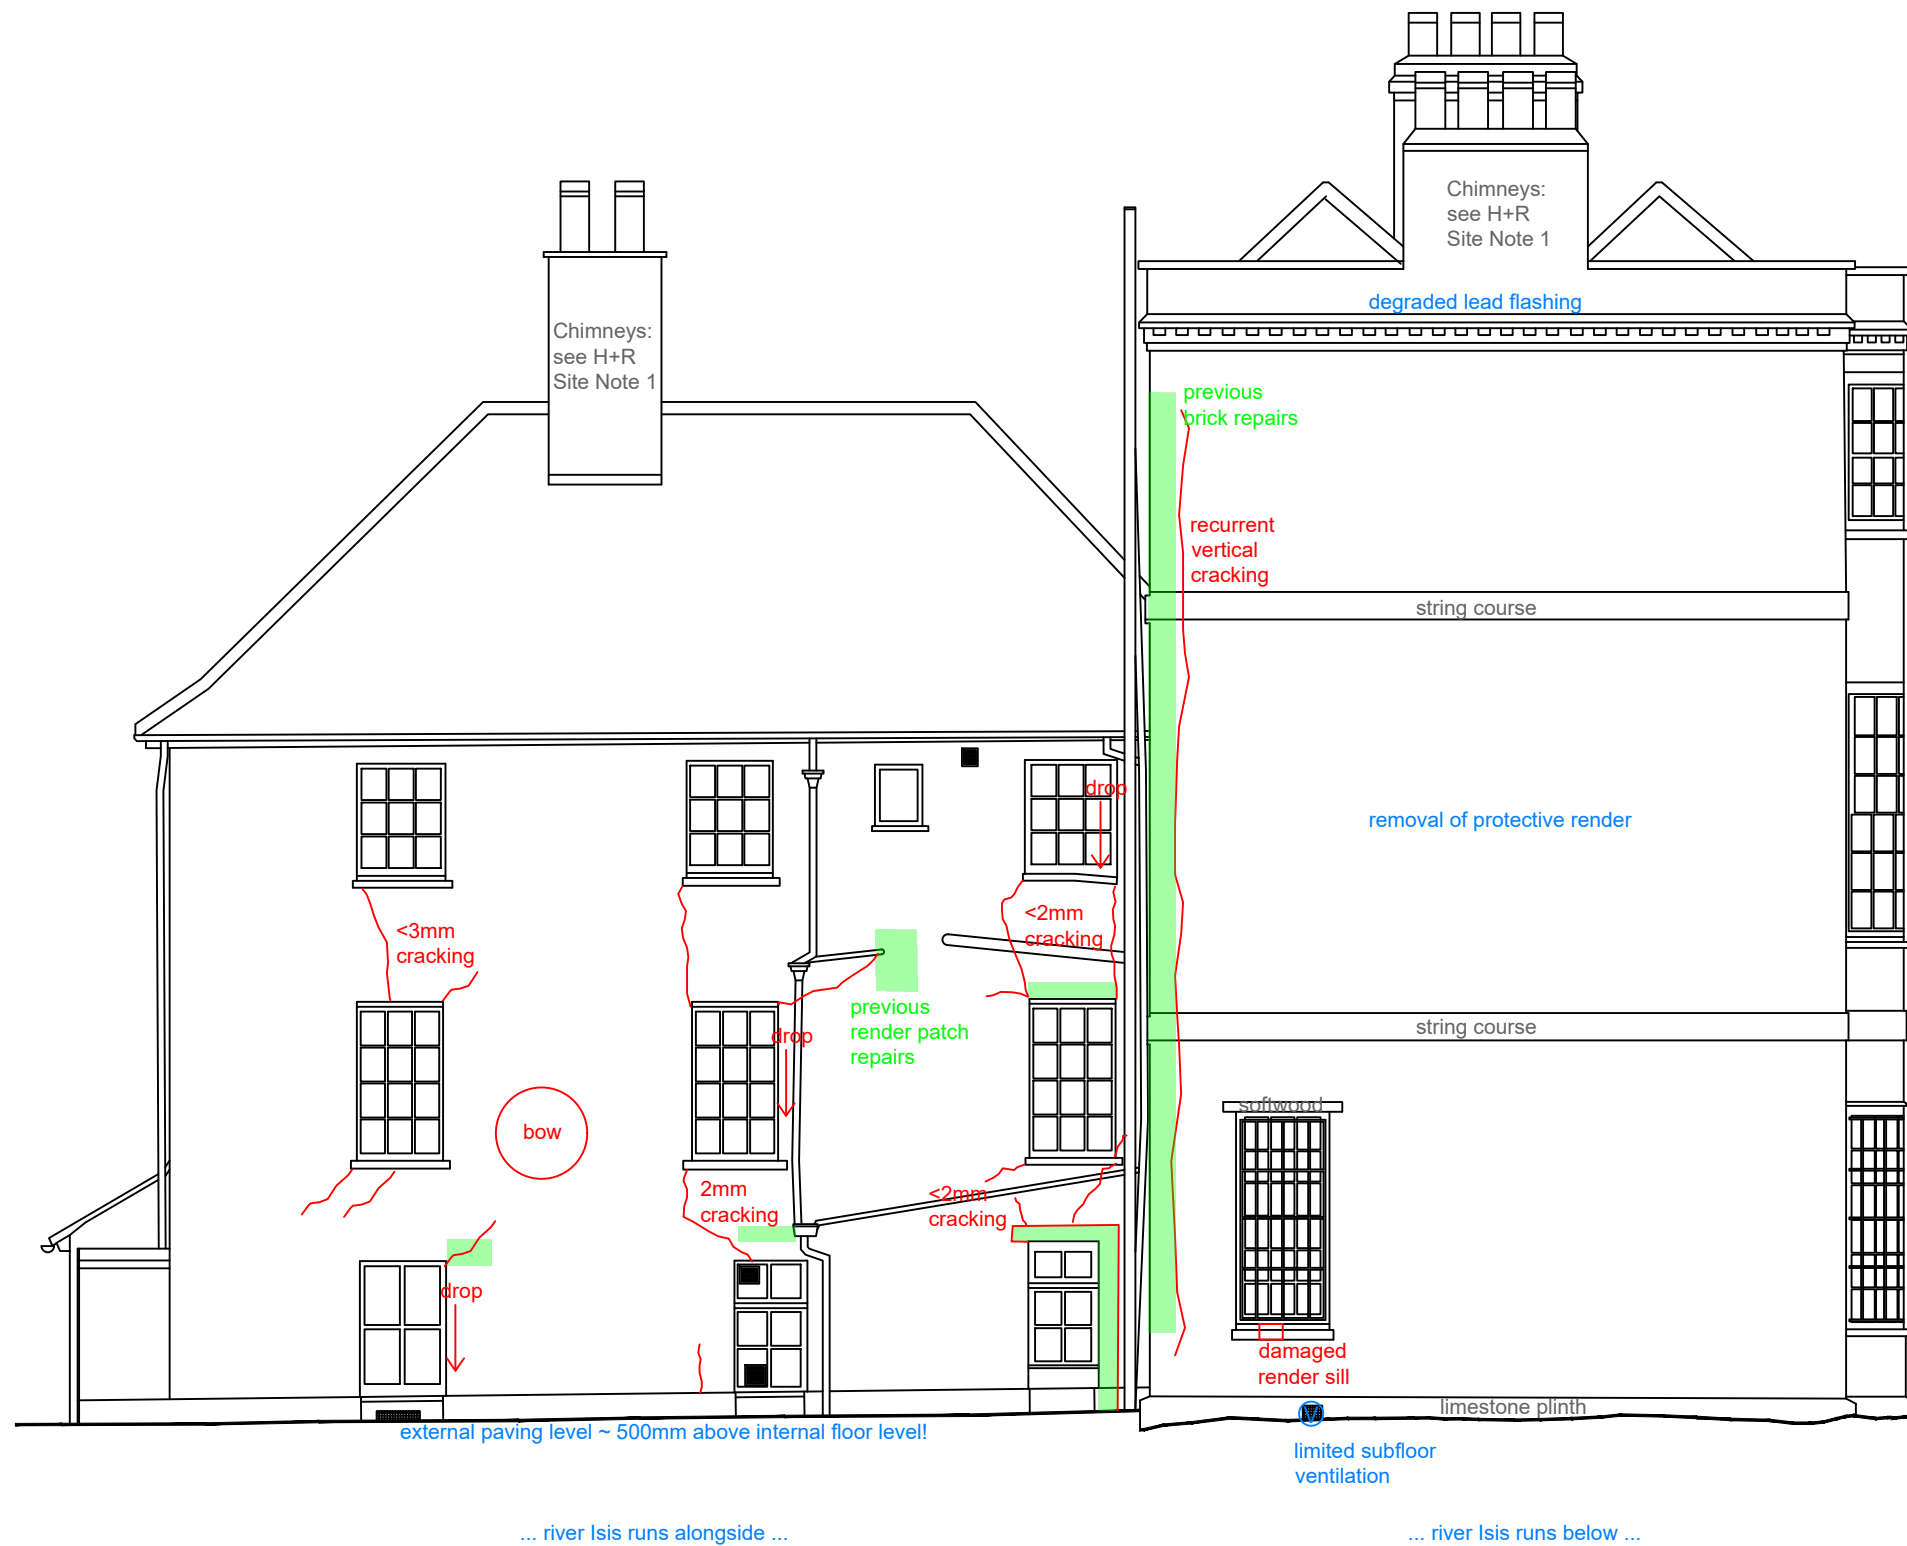 Chimneys:
see H+R
Site Note 1
Chimneys:
see H+R
Site Note 1
degraded lead flashing
previous
brick repairs
recurrent
vertical
cracking
string course
drop
removal of protective render
<3mm
cracking
<2mm
cracking
previous
render patch
repairs
drop
string course
bow
softwood
2mm
cracking
<2mm
cracking
drop
damaged
render sill
limestone plinth
V
external paving level ~ 500mm above internal floor level!
limited subfloor
ventilation
... river Isis runs alongside ...
... river Isis runs below ...